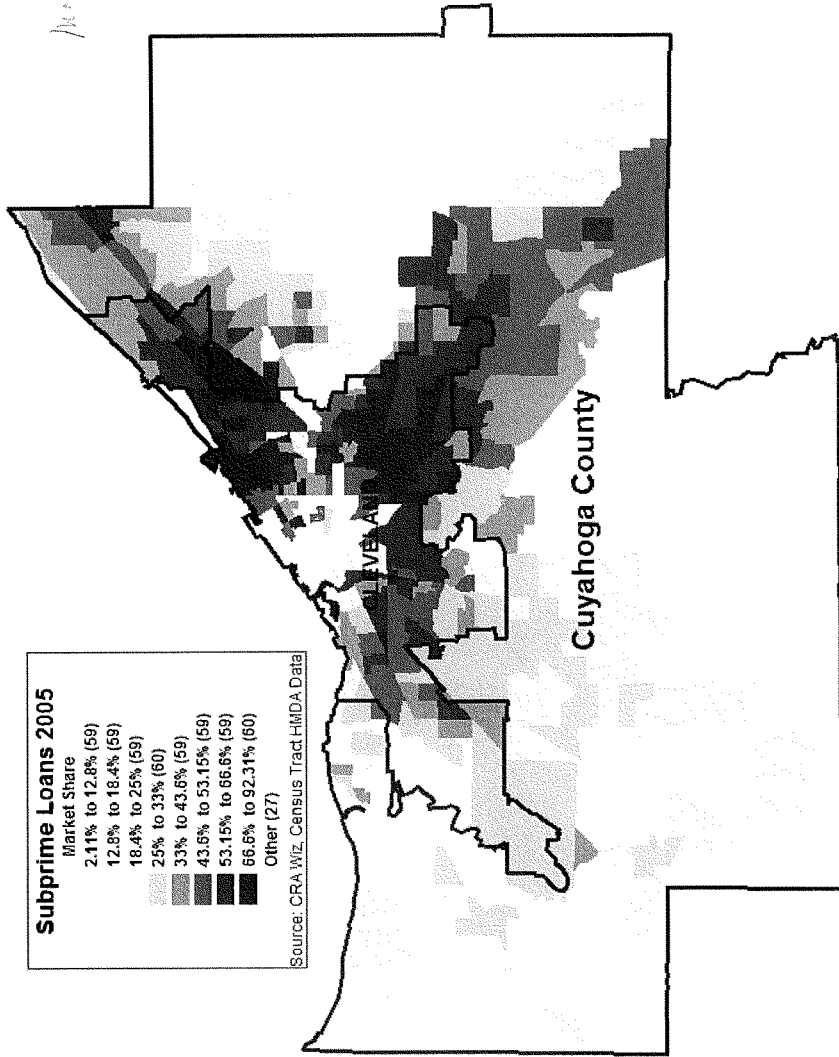 Subprime Loans 2005
Market Share
2.11% to 12.8% (59)
12.8% to 18.4% (59)
18.4% to 25% (59)
25% to 33% (60)
33% to 43.6% (59)
43.6% to 53.15% (59)
53.15% to 66.6% (59)
66.6% to 92.31% (60)
Other (27)
Source: CRA Wiz, Census Tract HMDA Data
CLEVELAND
Cuyahoga County